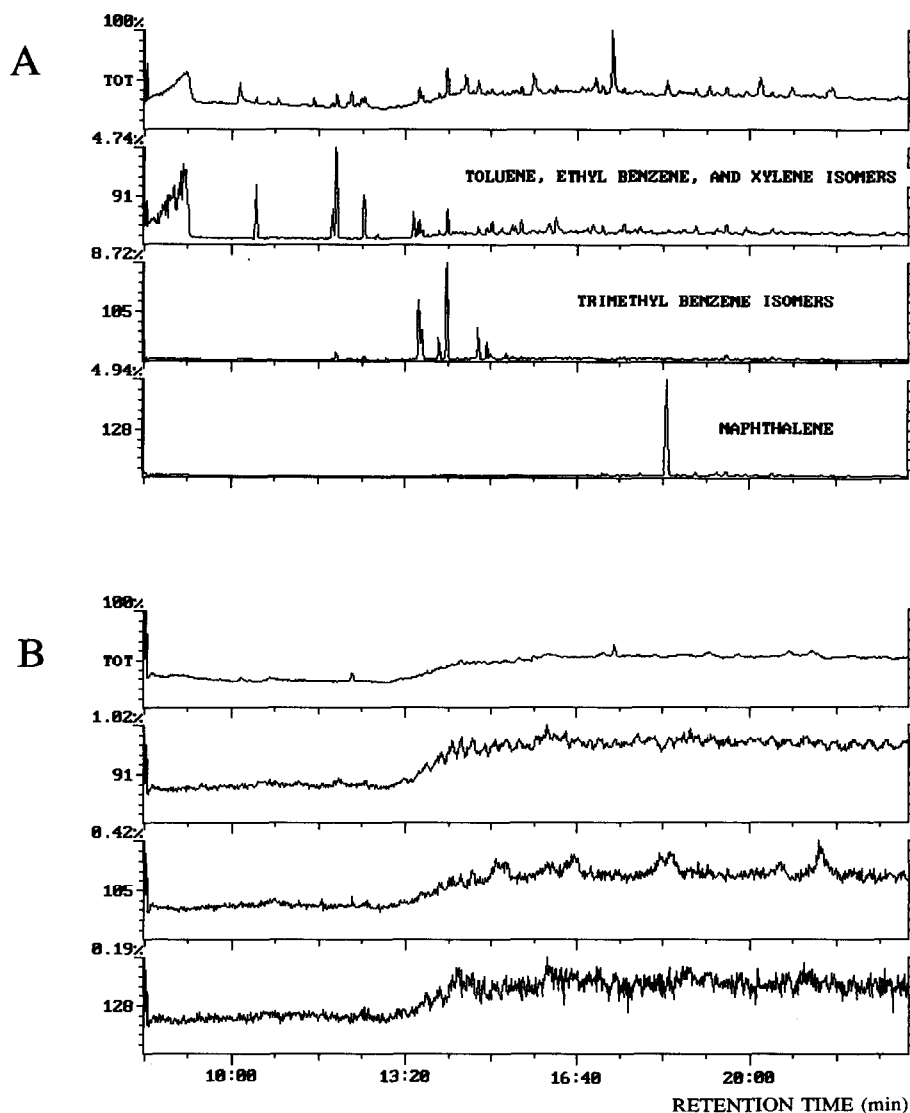 A
100%
TOT
4.74%
TOLUENE, ETHYL BENZENE, AND XYLENE ISOMERS
91
8.72%
TRIMETHYL BENZENE ISOMERS
105
4.94%
128
NAPHTHALENE
B
100%
TOT
1.02%
91
0.42%
105
0.19%
128
10:00 13:20 16:40 20:00
RETENTION TIME (min)